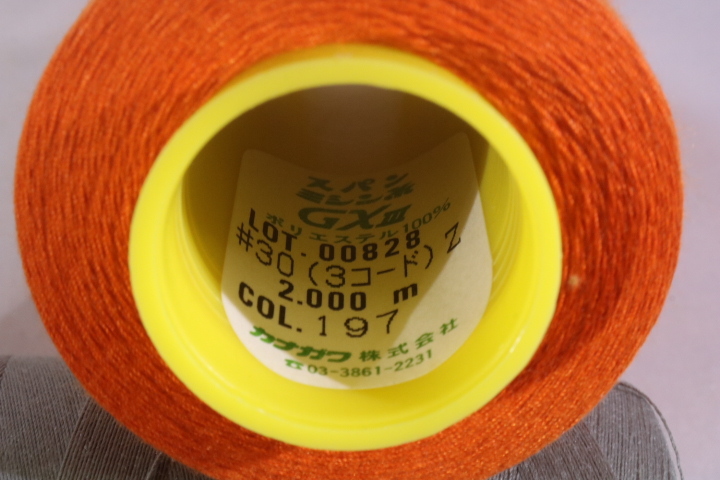 スパン
ミレン糸
GXⅢ
ポリエステル100%
LOT.00828
#30(3コード) Z
2.000 m
COL.197
カナガワ株式会社
☎03-3861-2231